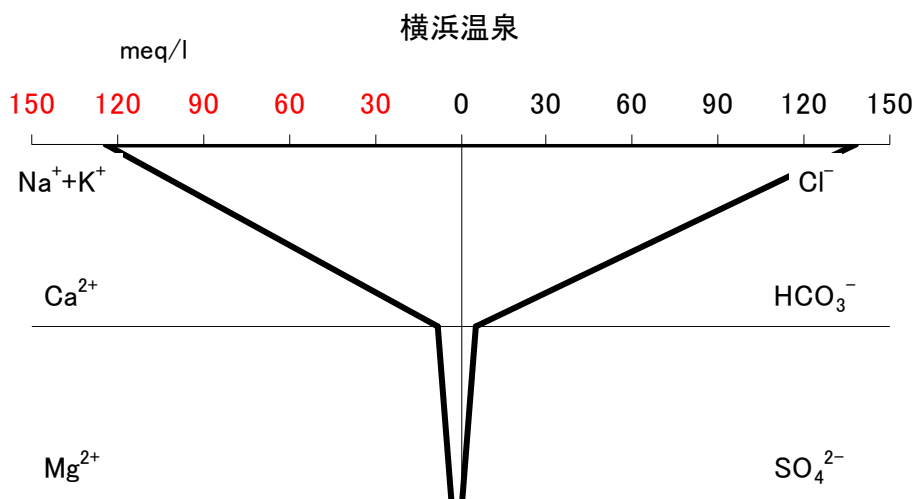 横浜温泉
meq/l
150 120 90 60 30 0 30 60 90 120 150
Na⁺+K⁺ Cl⁻
Ca²⁺ HCO₃⁻
Mg²⁺ SO₄²⁻